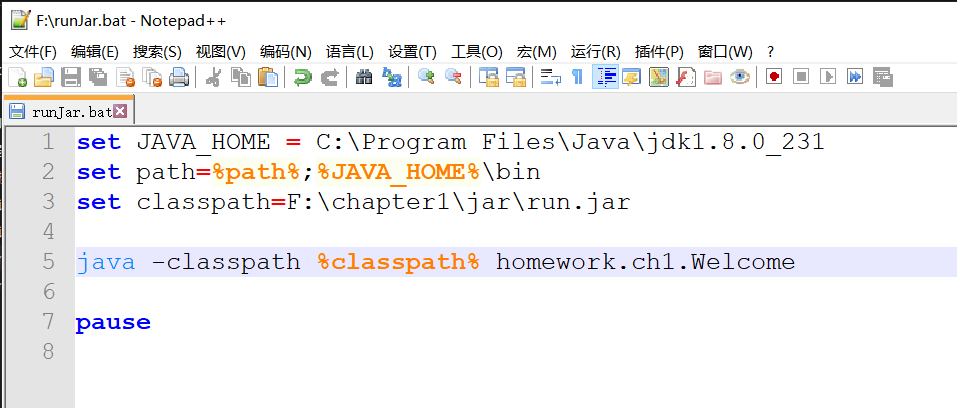 F:\runJar.bat - Notepad++
文件(F) 编辑(E) 搜索(S) 视图(V) 编码(N) 语言(L) 设置(T) 工具(O) 宏(M) 运行(R) 插件(P) 窗口(W) ?
runJar.bat
1 set JAVA_HOME = C:\Program Files\Java\jdk1.8.0_231
2 set path=%path%;%JAVA_HOME%\bin
3 set classpath=F:\chapter1\jar\run.jar
4
5 java -classpath %classpath% homework.ch1.Welcome
6
7 pause
8